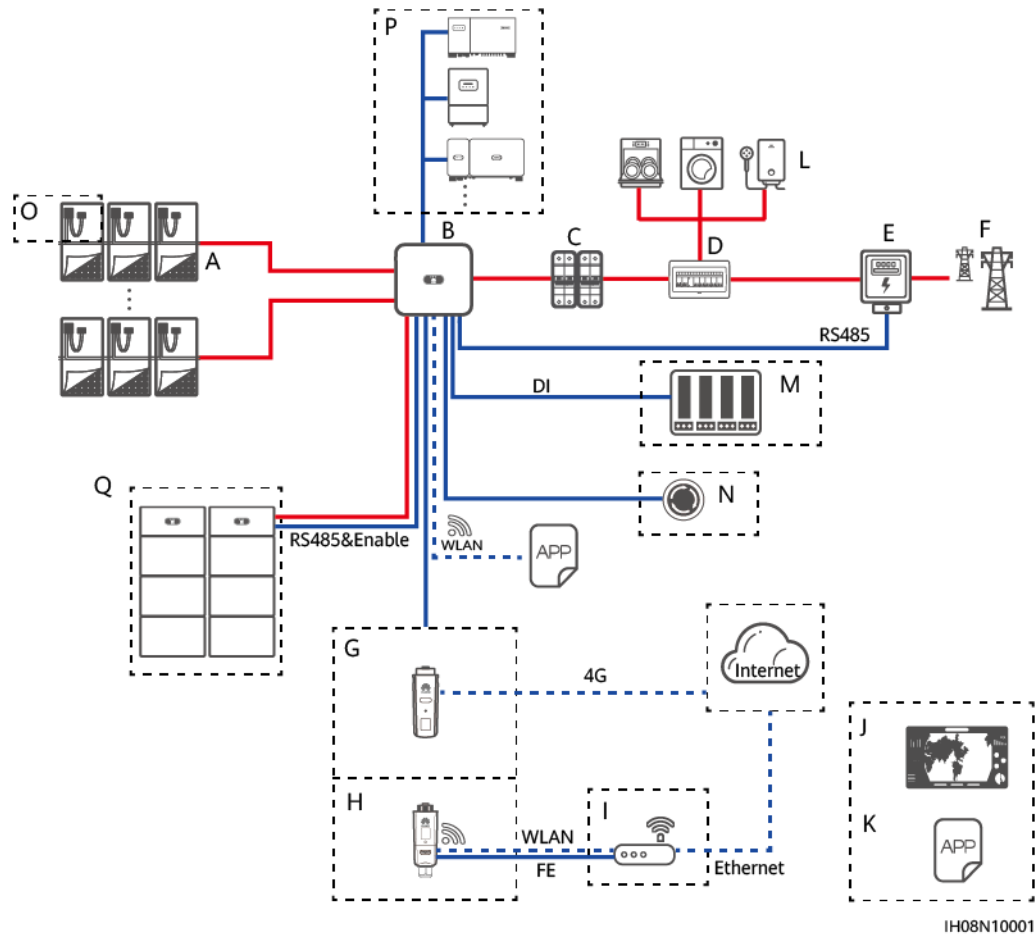 P
L
O
A
B
C
D
E
F
RS485
DI
M
Q
N
RS485&Enable
WLAN
APP
G
4G
Internet
J
H
I
WLAN
FE
Ethernet
K
APP
IH08N10001